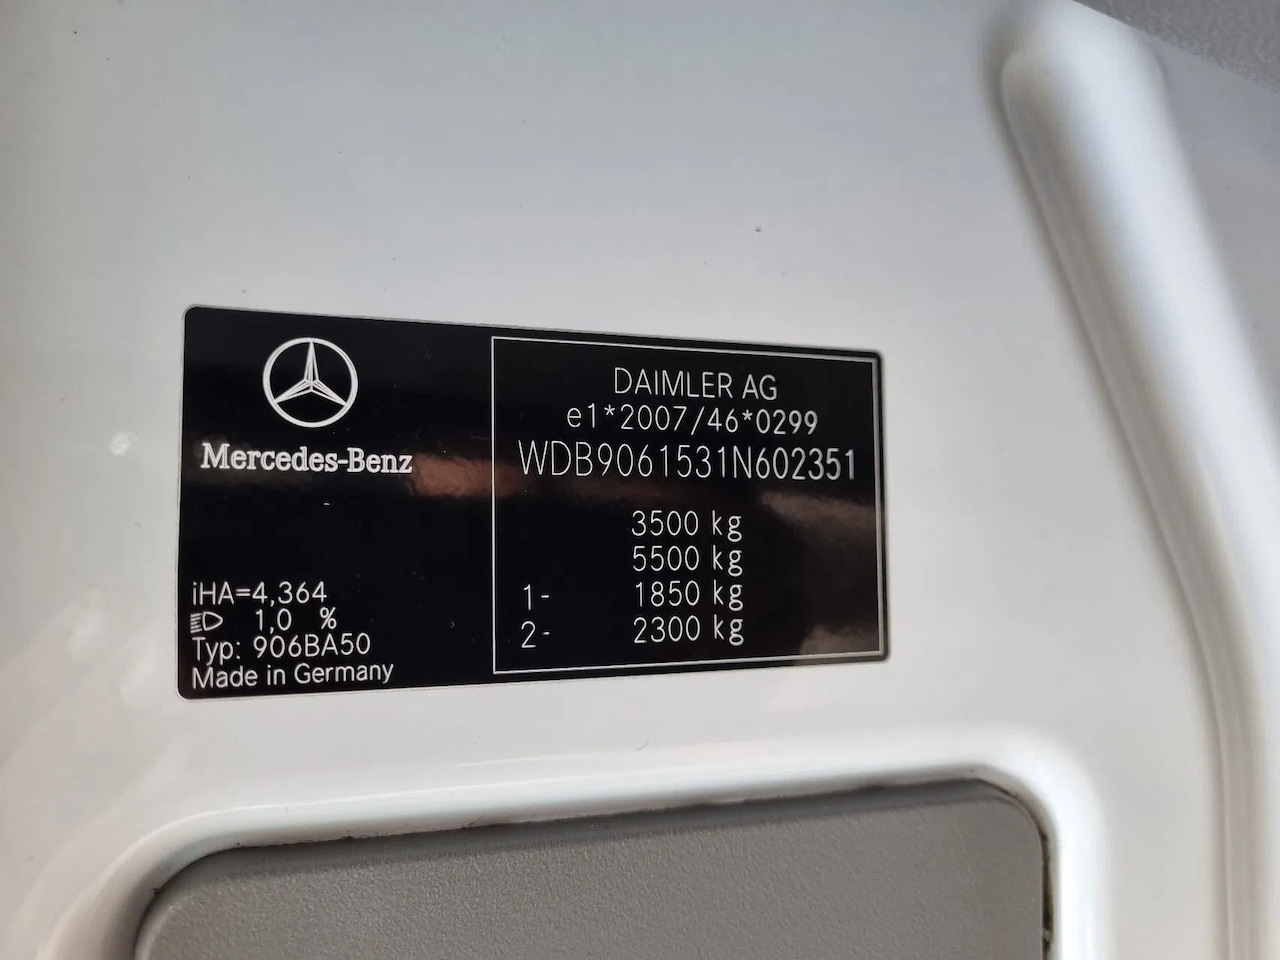 Mercedes-Benz
iHA=4,364
1,0 %
Typ: 906BA50
Made in Germany
DAIMLER AG
e1*2007/46*0299
WDB9061531N602351
3500 kg
5500 kg
1- 1850 kg
2- 2300 kg